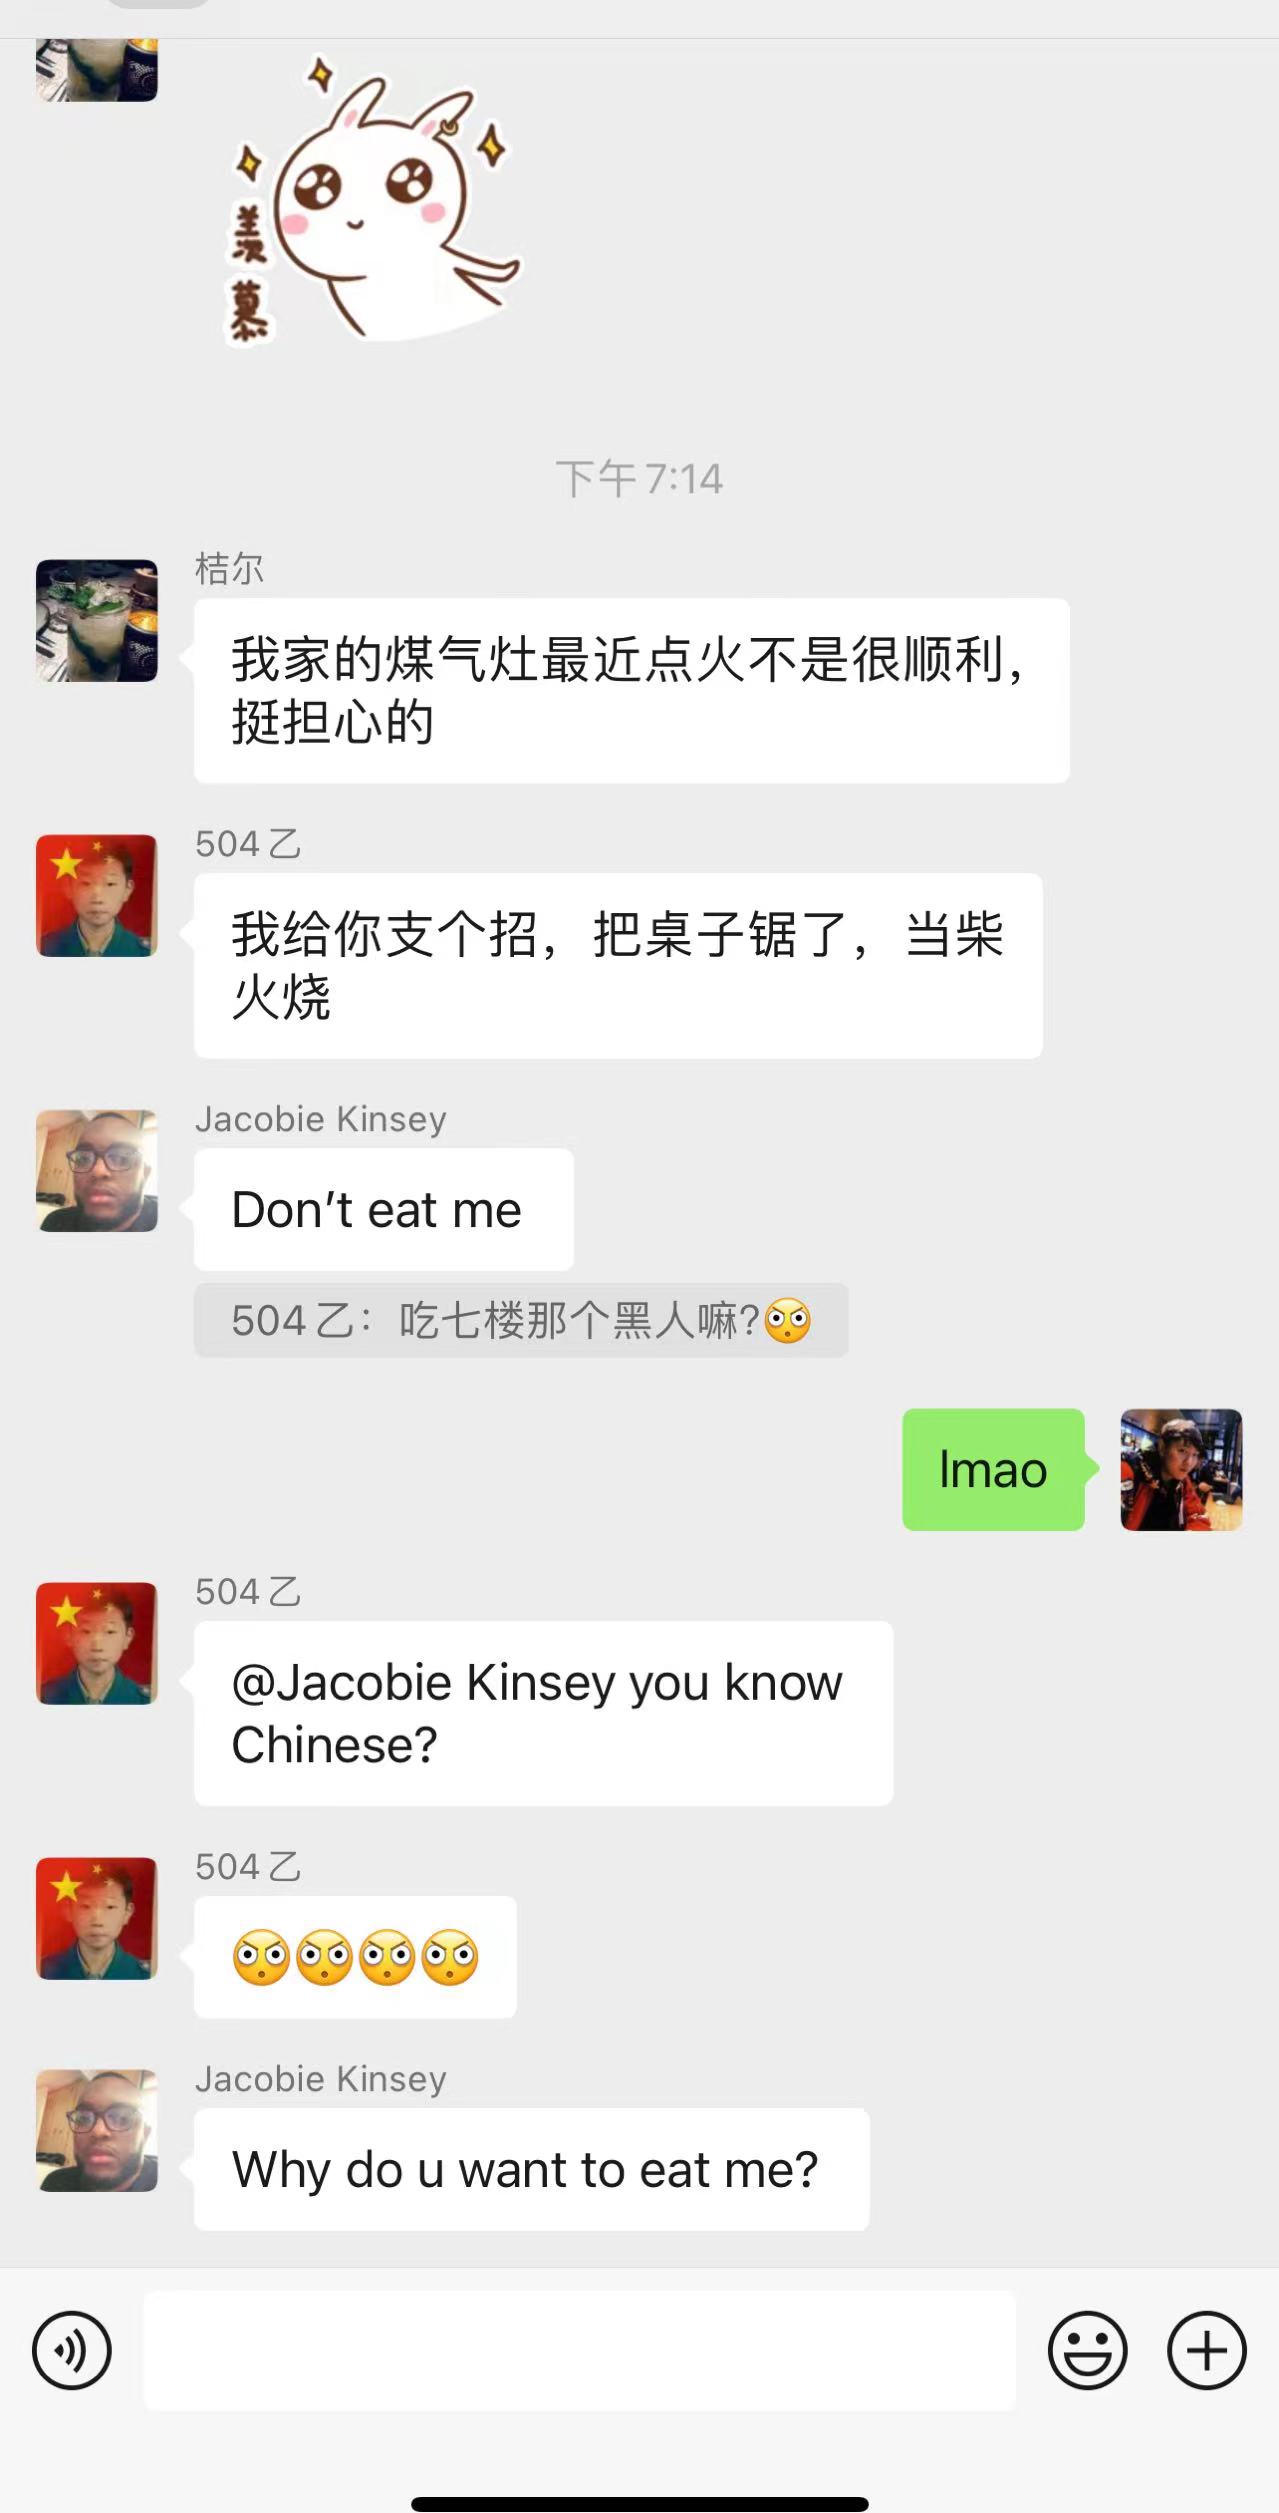 羡慕
下午 7:14
桔尔
我家的煤气灶最近点火不是很顺利，
挺担心的
504乙
我给你支个招，把桌子锯了，当柴
火烧
Jacobie Kinsey
Don't eat me
504乙：吃七楼那个黑人嘛?🙄
lmao
504乙
@Jacobie Kinsey you know
Chinese?
504乙
Jacobie Kinsey
Why do u want to eat me?